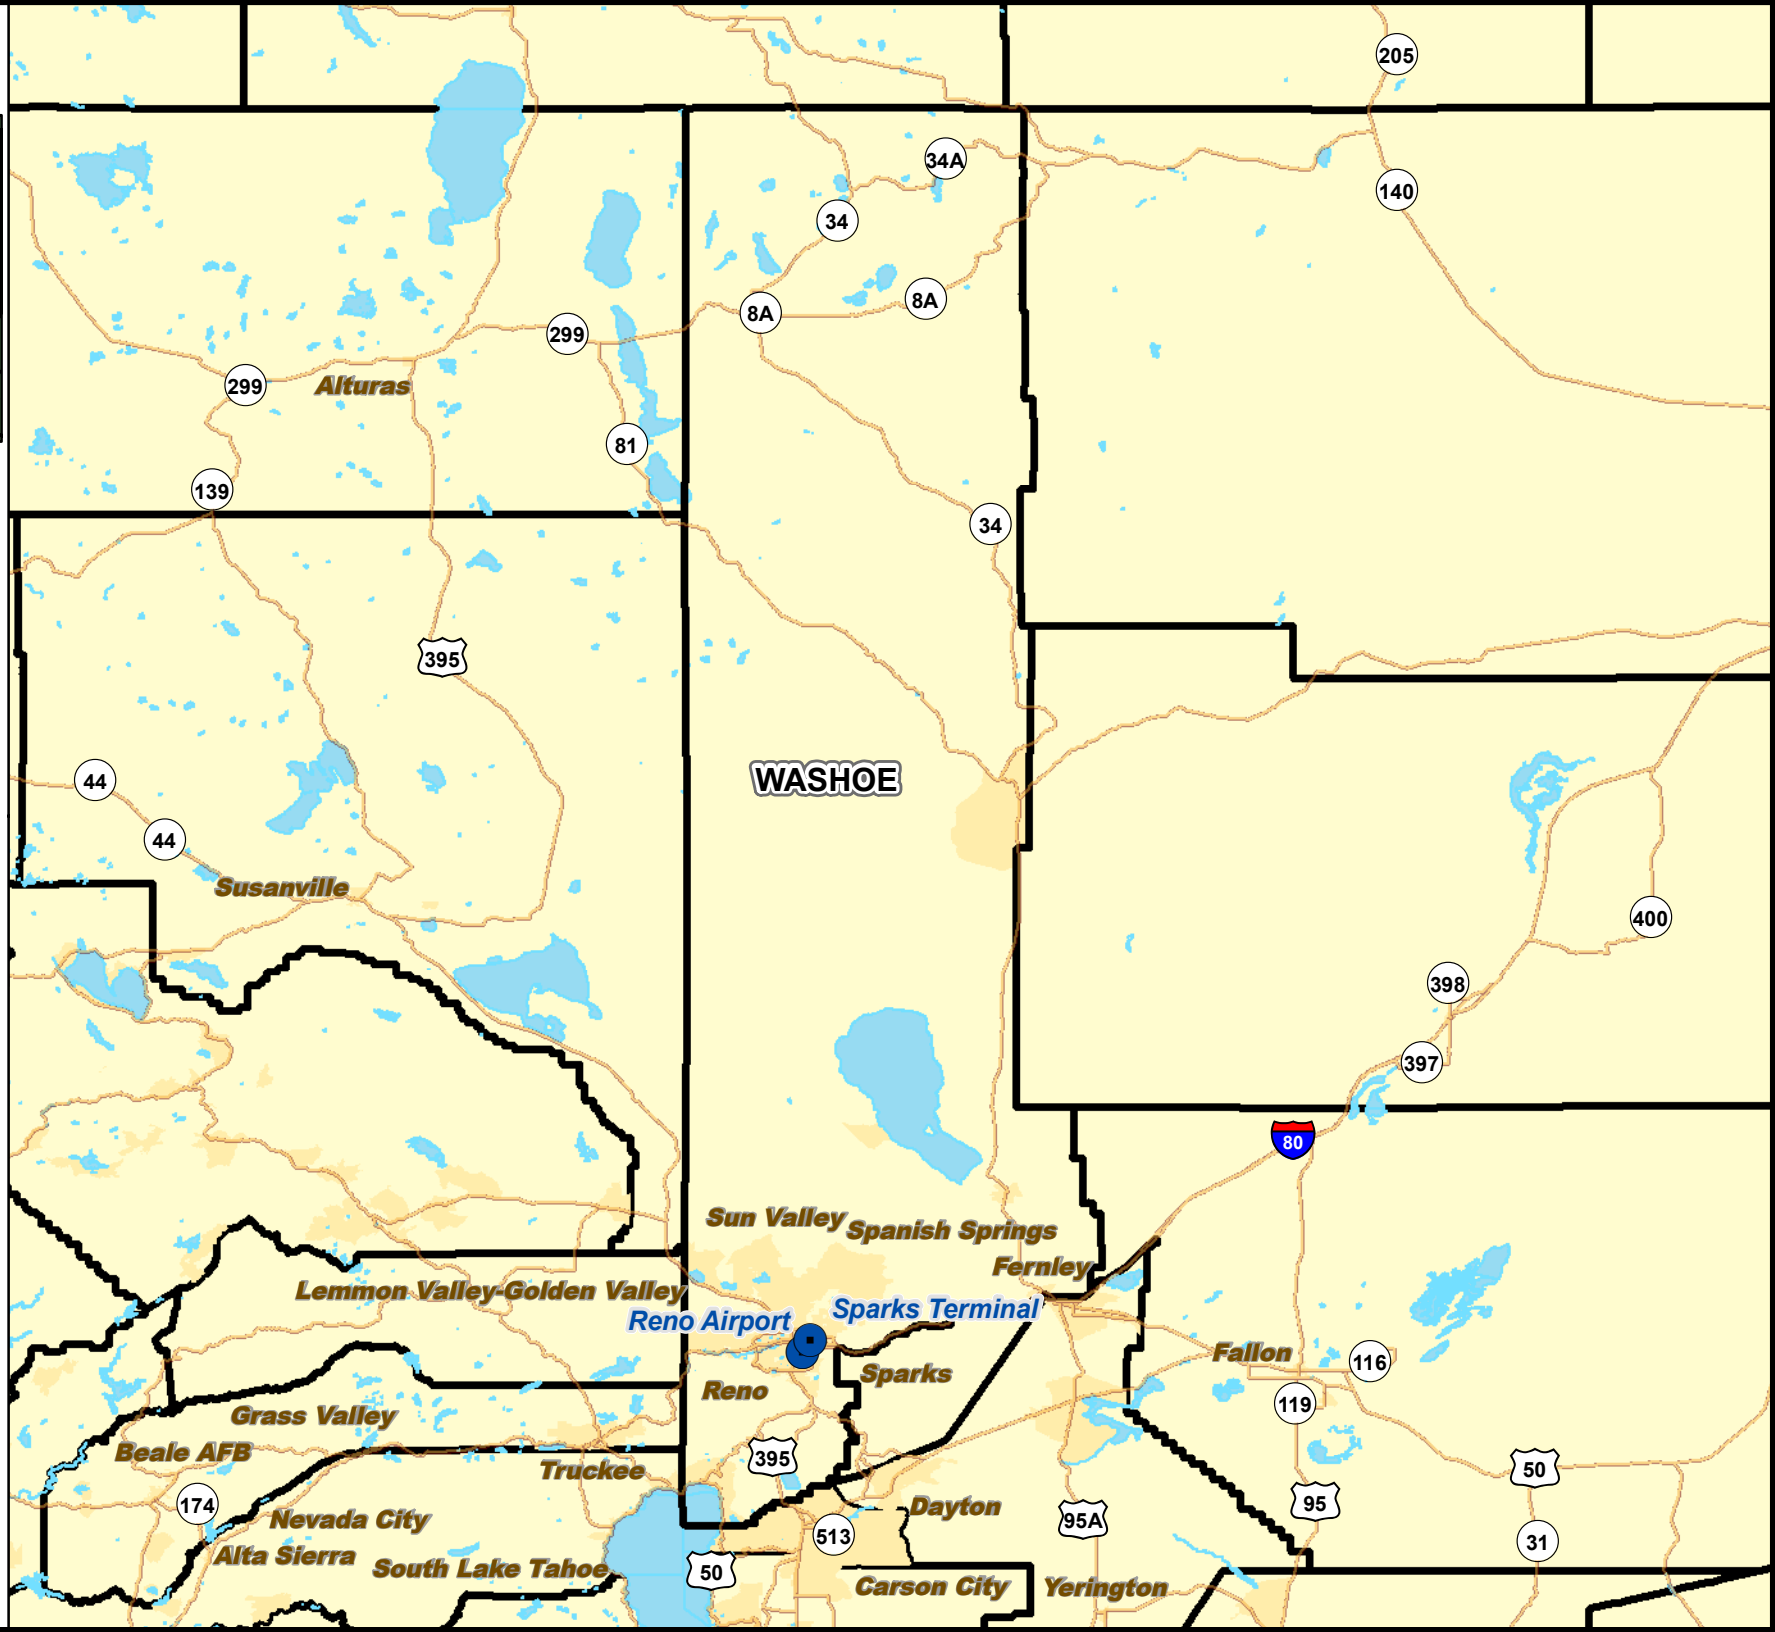 205
34A
140
34
8A
8A
299
299
Alturas
81
139
34
395
WASHOE
44
44
Susanville
400
398
397
80
Sun Valley
Spanish Springs
Fernley
Lemmon Valley-Golden Valley
Sparks Terminal
Reno Airport
Fallon
116
Sparks
Reno
119
Grass Valley
Beale AFB
395
Truckee
50
174
95
Dayton
Nevada City
95A
513
31
Alta Sierra
South Lake Tahoe
50
Carson City
Yerington